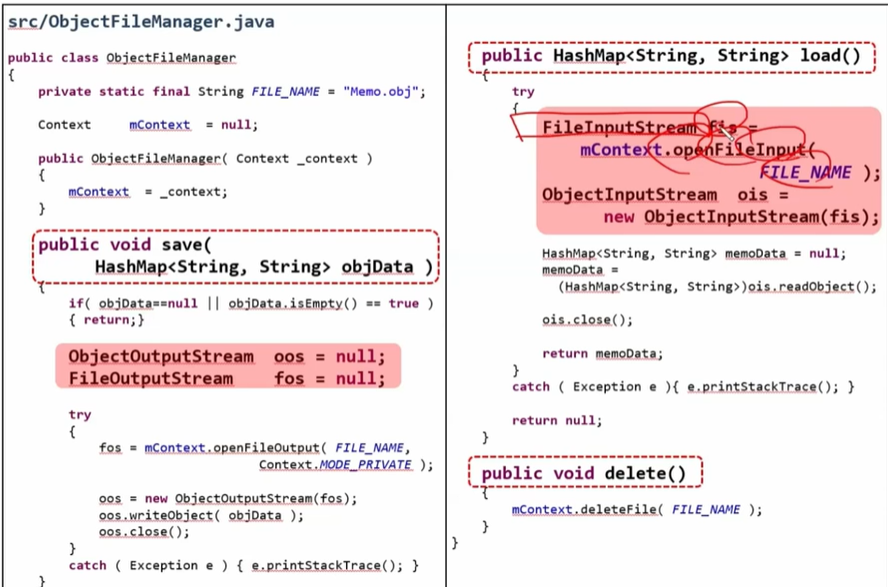 src/ObjectFileManager.java
public class ObjectFileManager
{
private static final String FILE_NAME = "Memo.obj";
Context mContext = null;
public ObjectFileManager( Context _context )
{
mContext = _context;
}
public void save(
HashMap<String, String> objData )
{
if( objData==null || objData.isEmpty() == true )
{ return;}
ObjectOutputStream oos = null;
FileOutputStream fos = null;
try
{
fos = mContext.openFileOutput( FILE_NAME,
Context.MODE_PRIVATE );
oos = new ObjectOutputStream(fos);
oos.writeObject( objData );
oos.close();
}
catch ( Exception e ) { e.printStackTrace(); }
}
public HashMap<String, String> load()
{
try
{
FileInputStream fis =
mContext.openFileInput(
FILE_NAME );
ObjectInputStream ois =
new ObjectInputStream(fis);
HashMap<String, String> memoData = null;
memoData =
(HashMap<String, String>)ois.readObject();
ois.close();
return memoData;
}
catch ( Exception e ){ e.printStackTrace(); }
return null;
}
public void delete()
{
mContext.deleteFile( FILE_NAME );
}
}